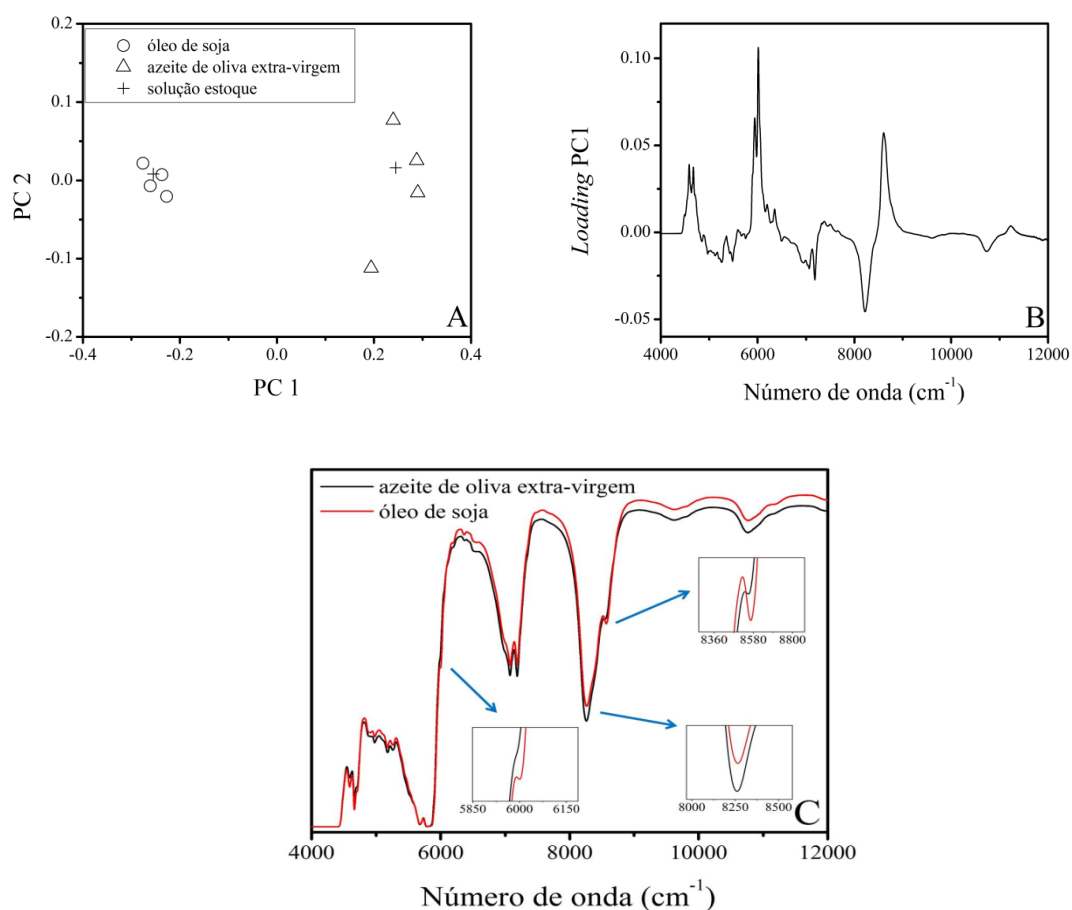 0.2
0.1
0.0
-0.1
-0.2
PC 2
óleo de soja
azeite de oliva extra-virgem
solução estoque
A
-0.4 -0.2 0.0 0.2 0.4
PC 1
0.10
0.05
0.00
-0.05
Loading PC1
B
4000 6000 8000 10000 12000
Número de onda (cm-1)
azeite de oliva extra-virgem
óleo de soja
8360 8580 8800
5850 6000 6150
8000 8250 8500
C
4000 6000 8000 10000 12000
Número de onda (cm-1)